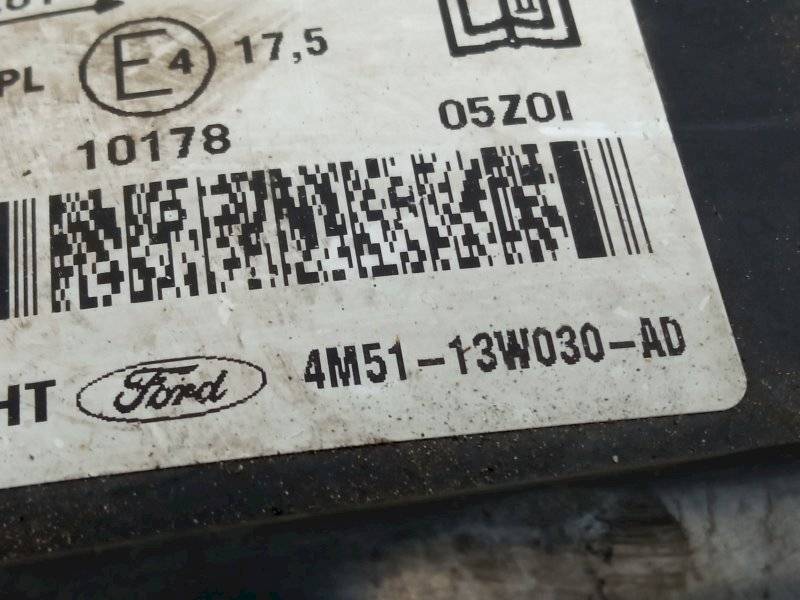 PL E4 17,5
10178 05Z0I
HT Ford 4M51-13W030-AD